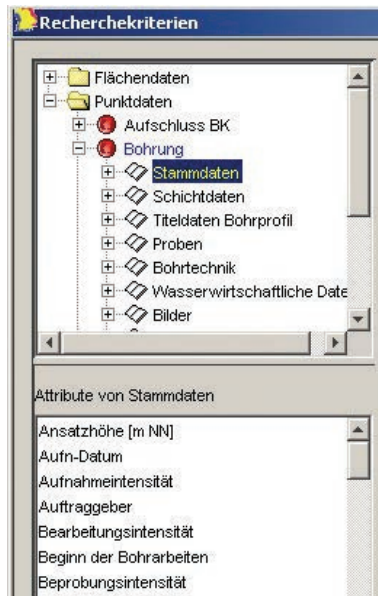 Recherchekriterien
Flächendaten
Punktdaten
Aufschluss BK
Bohrung
Stammdaten
Schichtdaten
Titeldaten Bohrprofil
Proben
Bohrtechnik
Wasserwirtschaftliche Date
Bilder
Attribute von Stammdaten
Ansatzhöhe [m NN]
Aufn-Datum
Aufnahmeintensität
Auftraggeber
Bearbeitungsintensität
Beginn der Bohrarbeiten
Beprobungsintensität